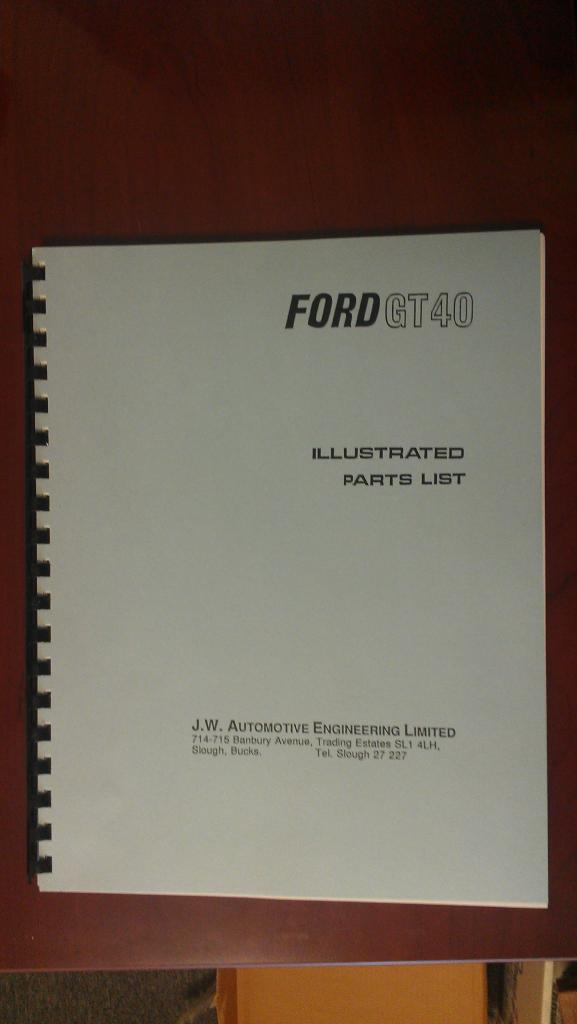 FORD GT40
ILLUSTRATED
PARTS LIST
J.W. AUTOMOTIVE ENGINEERING LIMITED
714-715 Banbury Avenue, Trading Estates SL1 4LH,
Slough, Bucks. Tel. Slough 27 227